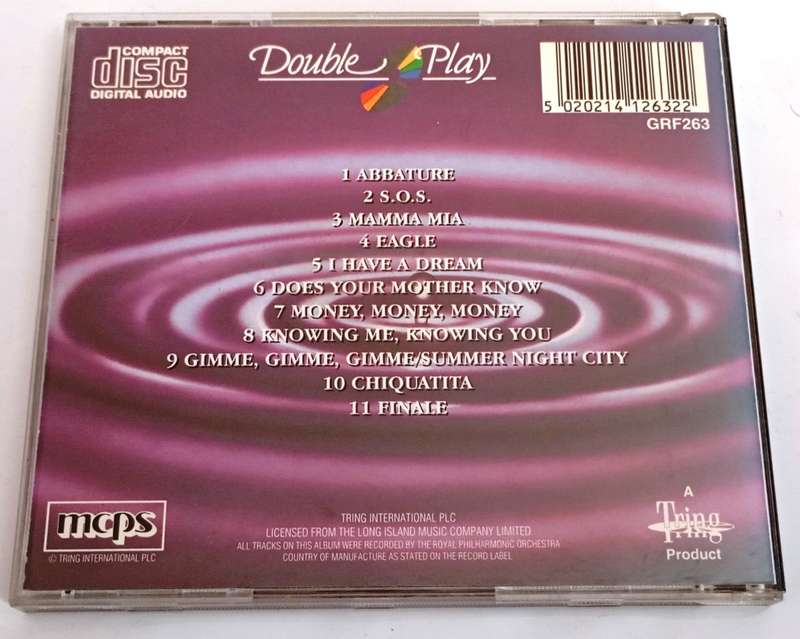 COMPACT
disc
DIGITAL AUDIO
Double Play
5 020214 126322
GRF263
1 ABBATURE
2 S.O.S.
3 MAMMA MIA
4 EAGLE
5 I HAVE A DREAM
6 DOES YOUR MOTHER KNOW
7 MONEY, MONEY, MONEY
8 KNOWING ME, KNOWING YOU
9 GIMME, GIMME, GIMME/SUMMER NIGHT CITY
10 CHIQUATITA
11 FINALE
mcps
© TRING INTERNATIONAL PLC
TRING INTERNATIONAL PLC
LICENSED FROM THE LONG ISLAND MUSIC COMPANY LIMITED
ALL TRACKS ON THIS ALBUM WERE RECORDED BY THE ROYAL PHILHARMONIC ORCHESTRA
COUNTRY OF MANUFACTURE AS STATED ON THE RECORD LABEL
A
Tring
Product